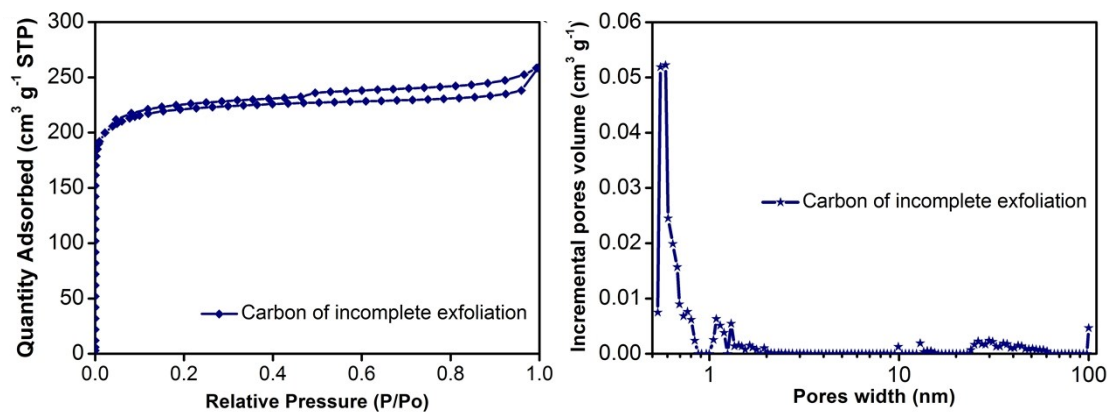 300
250
200
150
100
50
0
Quantity Adsorbed (cm³ g⁻¹ STP)
Carbon of incomplete exfoliation
0.0 0.2 0.4 0.6 0.8 1.0
Relative Pressure (P/Po)
0.06
0.05
0.04
0.03
0.02
0.01
0.00
Incremental pores volume (cm³ g⁻¹)
Carbon of incomplete exfoliation
1 10 100
Pores width (nm)